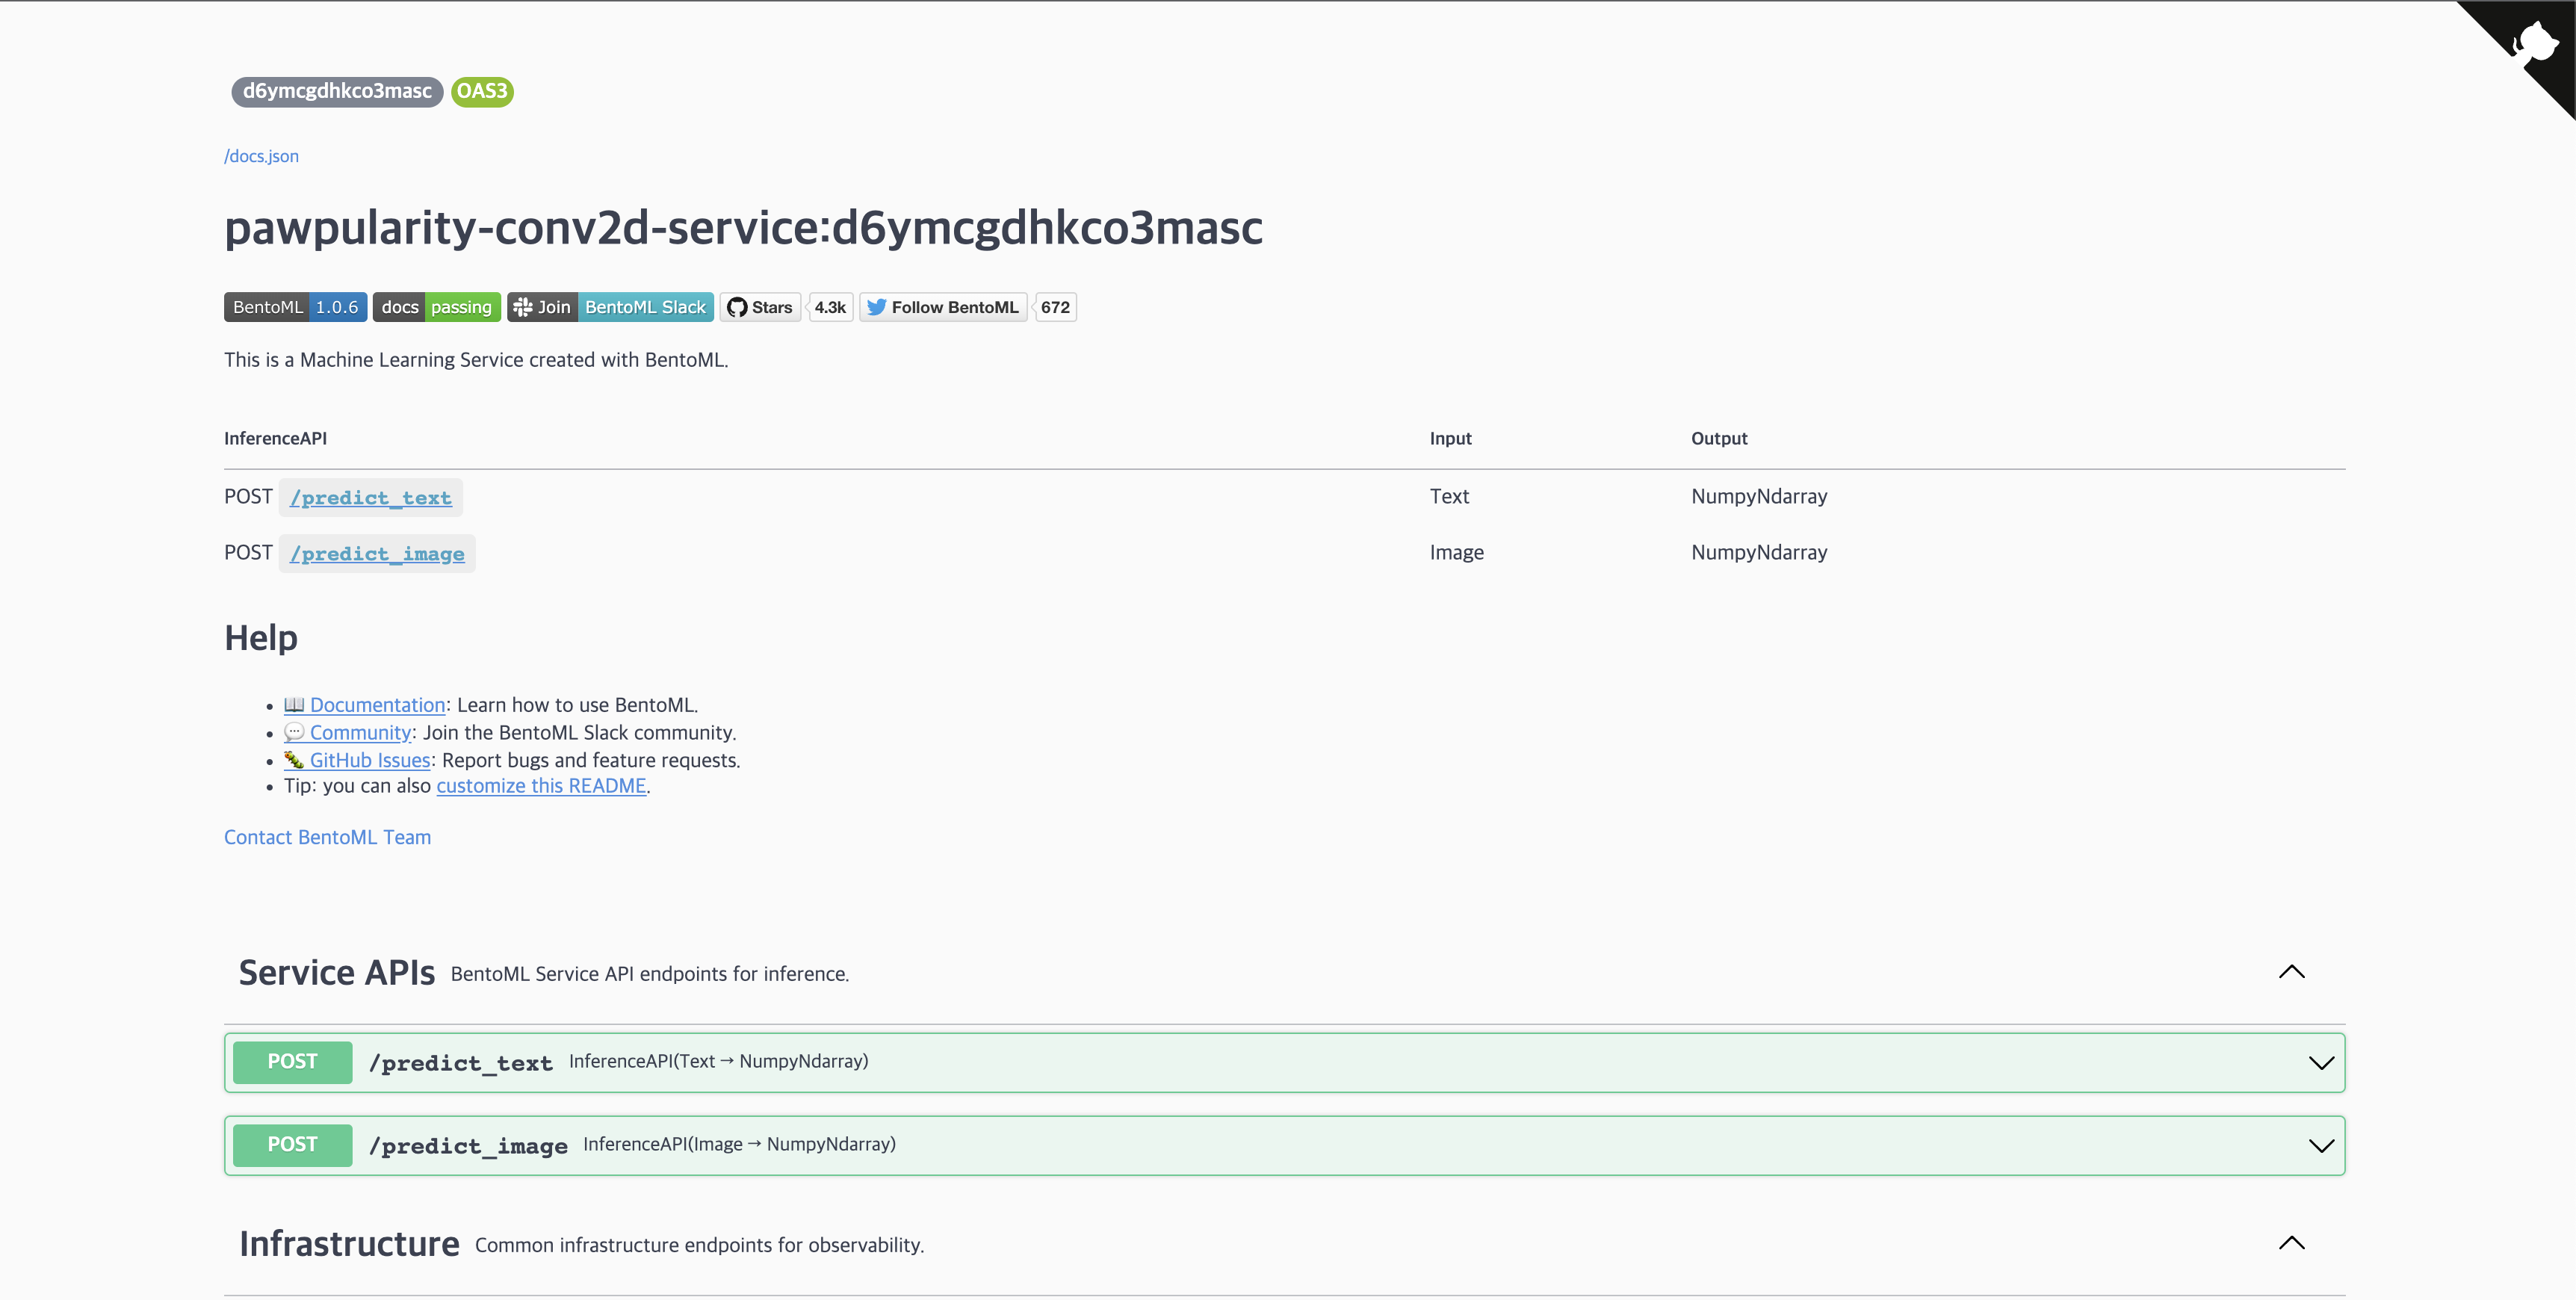 d6ymcgdhkco3masc OAS3
/docs.json
pawpularity-conv2d-service:d6ymcgdhkco3masc
BentoML 1.0.6 docs passing Join BentoML Slack Stars 4.3k Follow BentoML 672
This is a Machine Learning Service created with BentoML.
InferenceAPI Input Output
POST /predict_text Text NumpyNdarray
POST /predict_image Image NumpyNdarray
Help
• 📖 Documentation: Learn how to use BentoML.
• 💬 Community: Join the BentoML Slack community.
• 🐛 GitHub Issues: Report bugs and feature requests.
• Tip: you can also customize this README.
Contact BentoML Team
Service APIs BentoML Service API endpoints for inference.
POST /predict_text InferenceAPI(Text → NumpyNdarray)
POST /predict_image InferenceAPI(Image → NumpyNdarray)
Infrastructure Common infrastructure endpoints for observability.